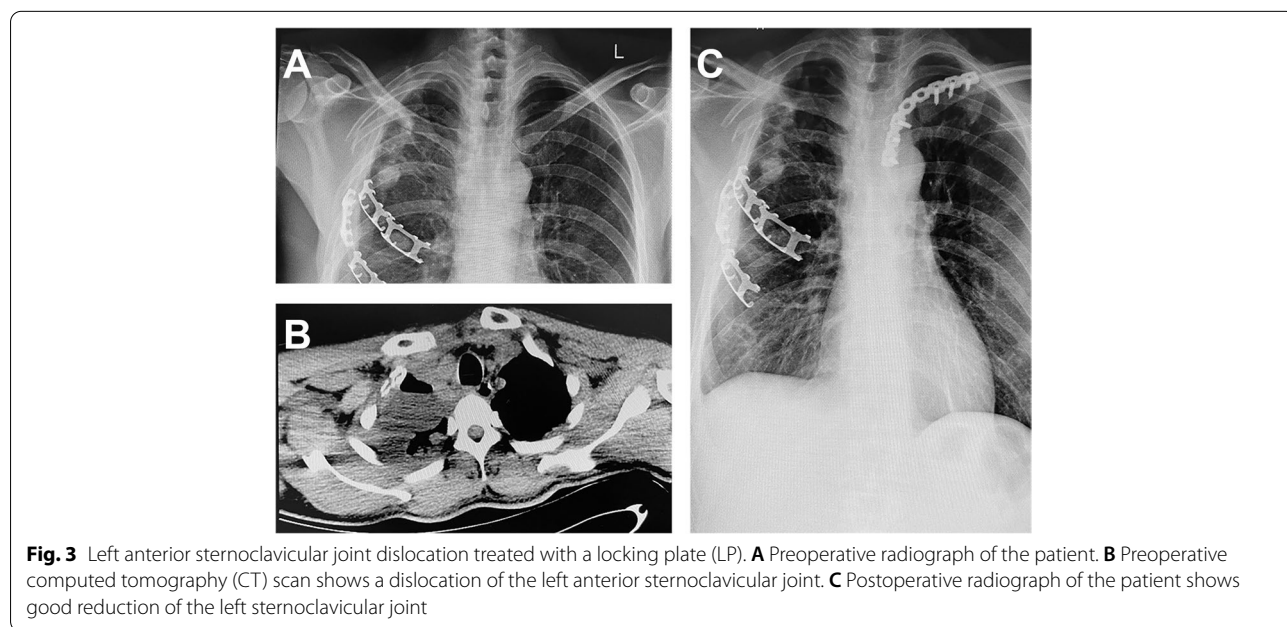 A
L
B
C
Fig. 3 Left anterior sternoclavicular joint dislocation treated with a locking plate (LP). A Preoperative radiograph of the patient. B Preoperative
computed tomography (CT) scan shows a dislocation of the left anterior sternoclavicular joint. C Postoperative radiograph of the patient shows
good reduction of the left sternoclavicular joint